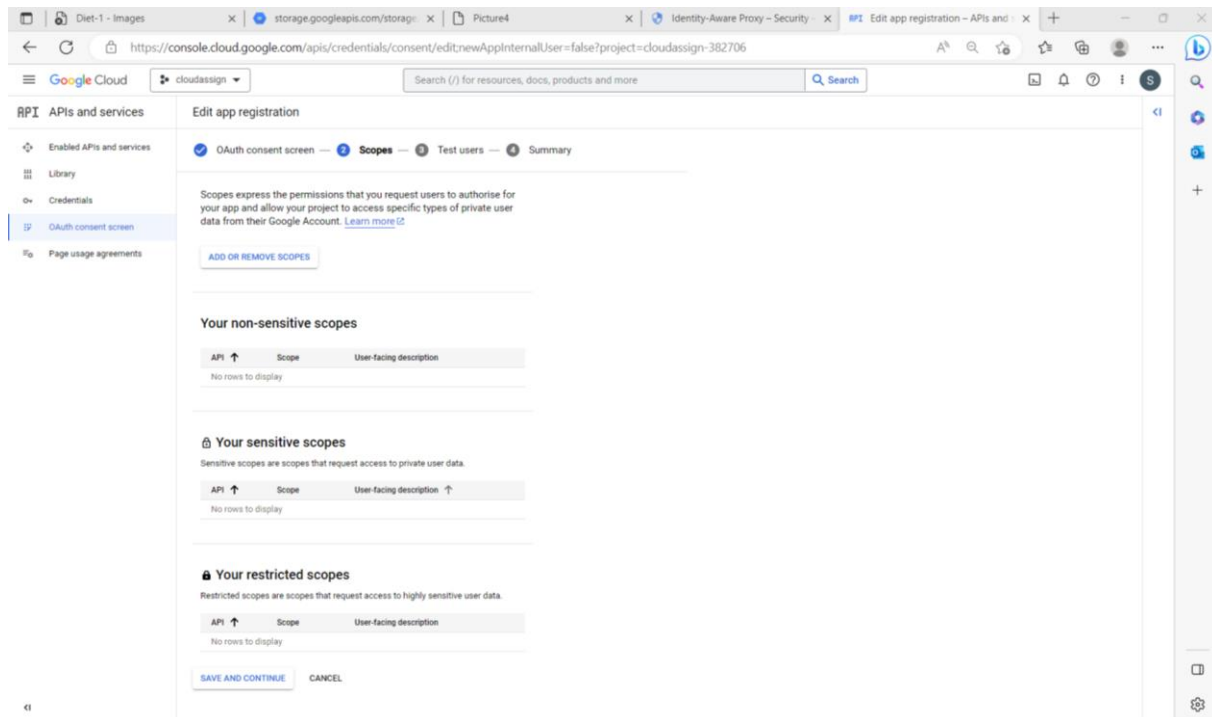 Diet-1 - Images
storage.googleapis.com/storage
Picture4
Identity-Aware Proxy – Security
API Edit app registration – APIs and s
https://console.cloud.google.com/apis/credentials/consent/edit;newAppInternalUser=false?project=cloudassign-382706
Google Cloud
cloudassign
Search (/) for resources, docs, products and more
Search
S
API APIs and services
Edit app registration
Enabled APIs and services
Library
Credentials
OAuth consent screen
Page usage agreements
OAuth consent screen — 2 Scopes — 3 Test users — 4 Summary
Scopes express the permissions that you request users to authorise for
your app and allow your project to access specific types of private user
data from their Google Account. Learn more
ADD OR REMOVE SCOPES
Your non-sensitive scopes
API Scope User-facing description
No rows to display
Your sensitive scopes
Sensitive scopes are scopes that request access to private user data.
API Scope User-facing description
No rows to display
Your restricted scopes
Restricted scopes are scopes that request access to highly sensitive user data.
API Scope User-facing description
No rows to display
SAVE AND CONTINUE CANCEL